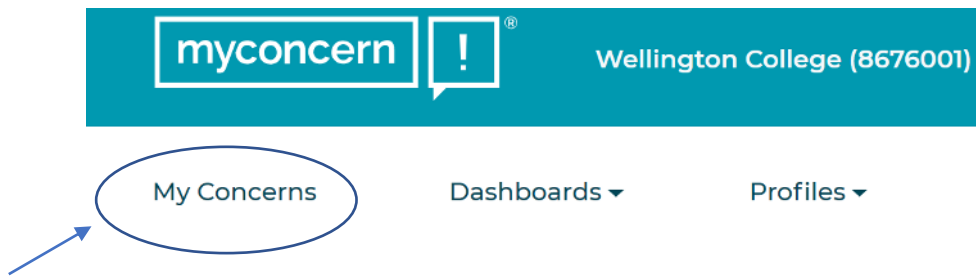 myconcern ! ® Wellington College (8676001)
My Concerns Dashboards Profiles